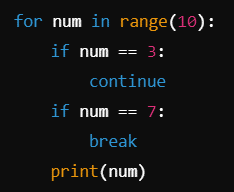 for num in range(10):
    if num == 3:
        continue
    if num == 7:
        break
    print(num)